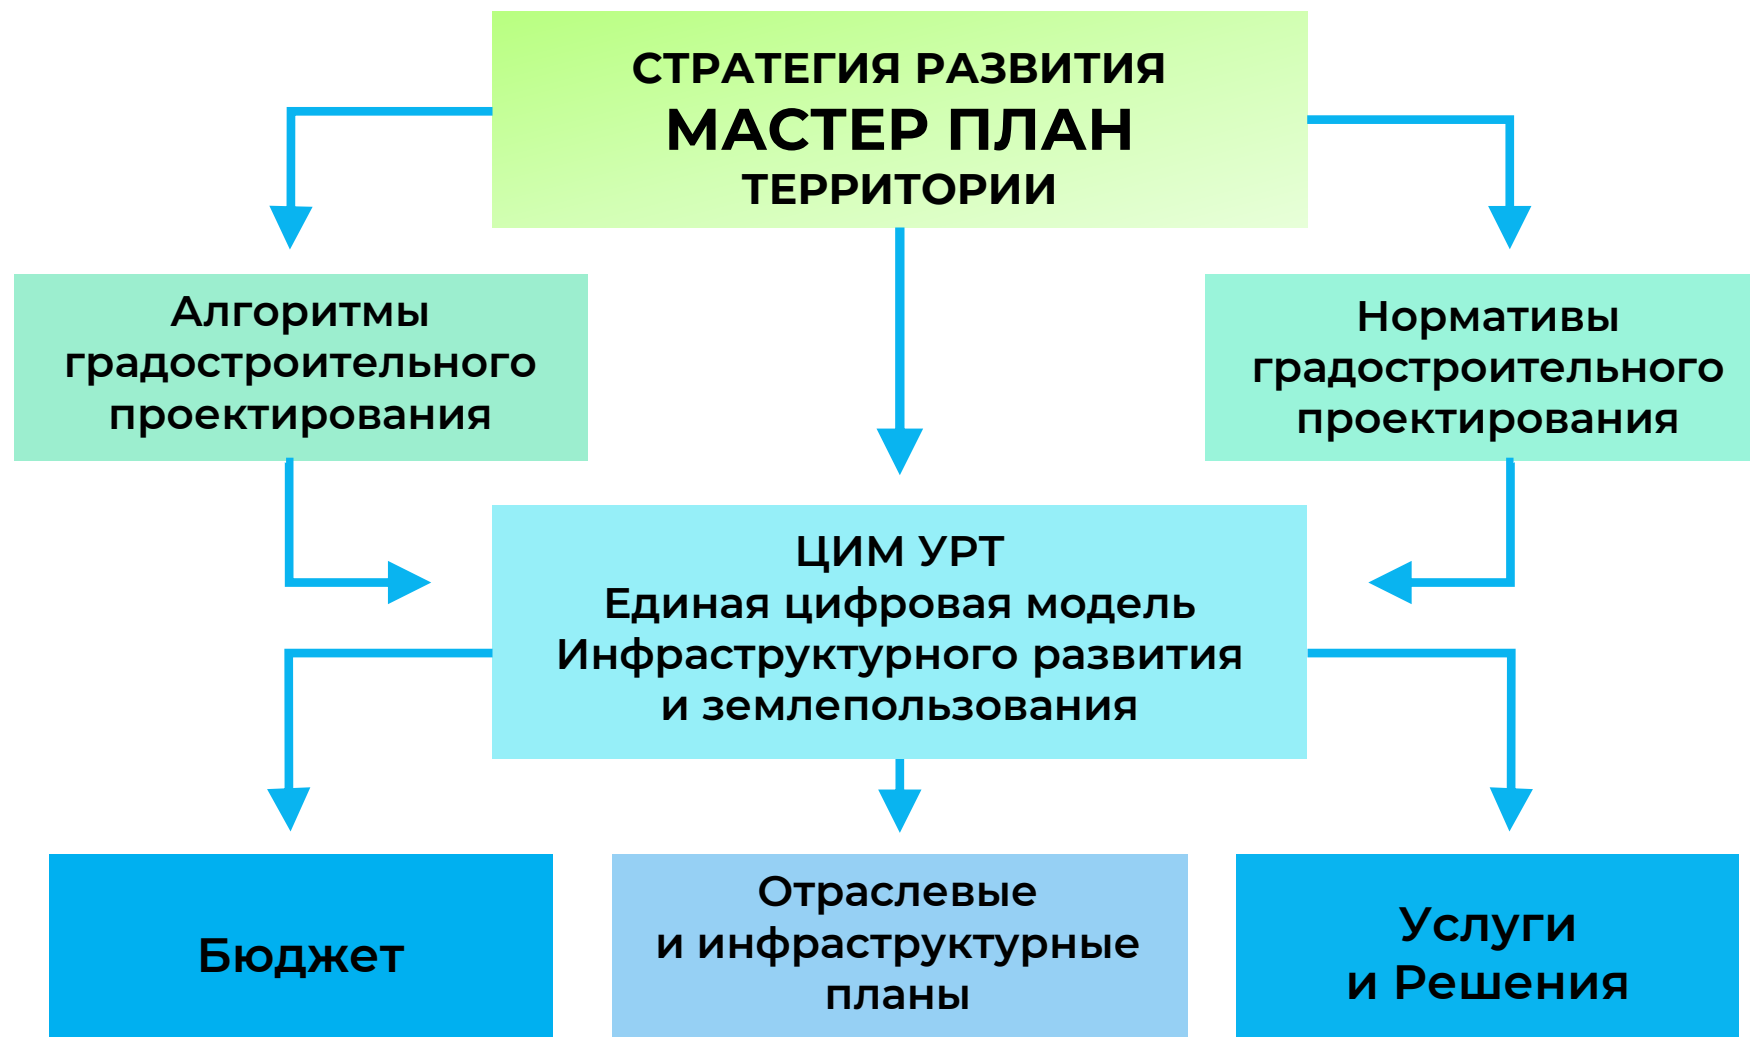 СТРАТЕГИЯ РАЗВИТИЯ
МАСТЕР ПЛАН
ТЕРРИТОРИИ
Алгоритмы
градостроительного
проектирования
Нормативы
градостроительного
проектирования
ЦИМ УРТ
Единая цифровая модель
Инфраструктурного развития
и землепользования
Бюджет
Отраслевые
и инфраструктурные
планы
Услуги
и Решения